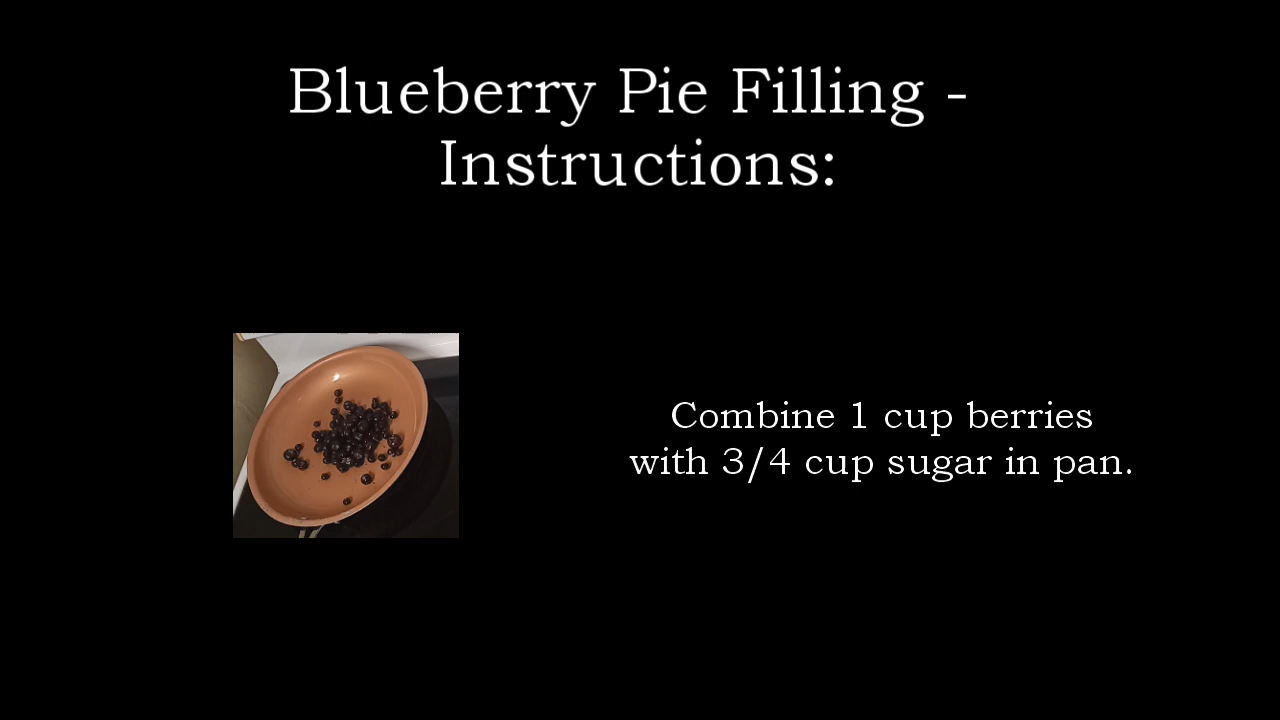 Blueberry Pie Filling -
Instructions:
Combine 1 cup berries
with 3/4 cup sugar in pan.